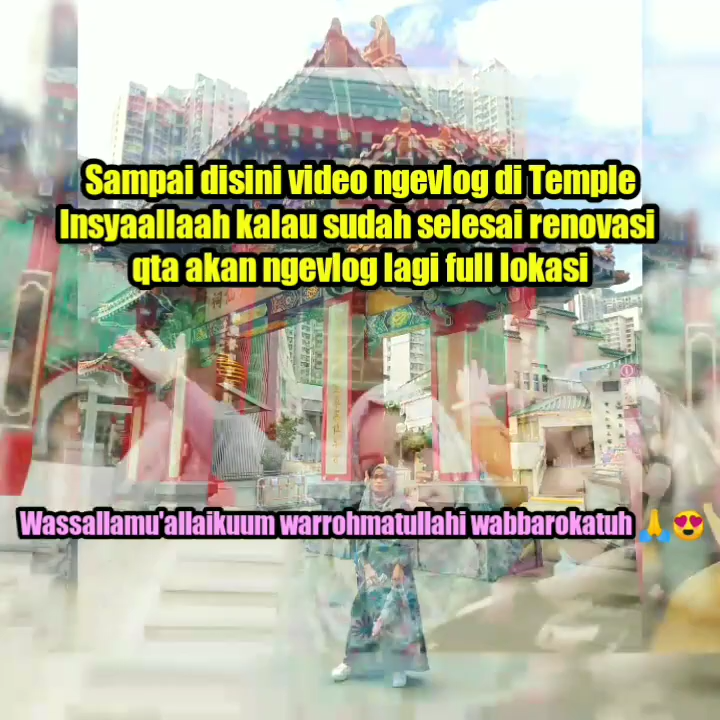 Sampai disini video ngevlog di Temple
Insyaallaah kalau sudah selesai renovasi
qta akan ngevlog lagi full lokasi
Wassallamu'allaikuum warrohmatullahi wabbarokatuh 🙏😍